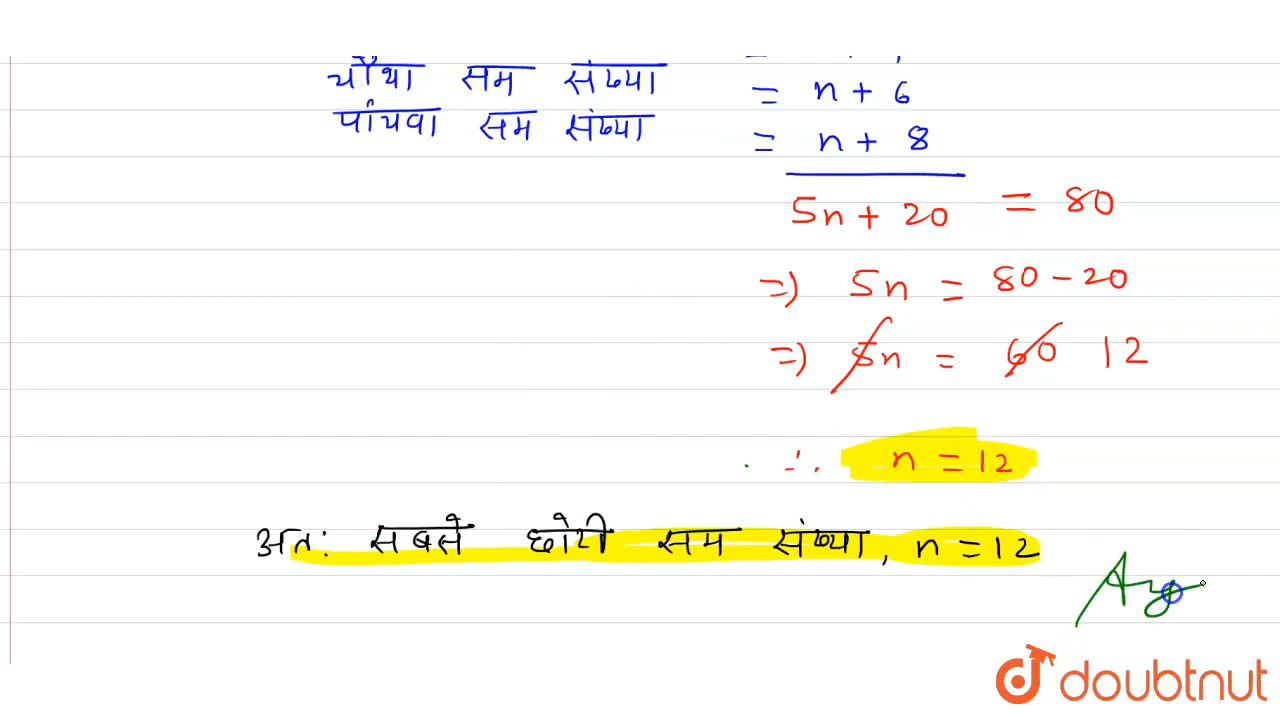 चौथा सम संख्या = n + 6
पांचवा सम संख्या = n + 8
5n + 20 = 80
=) 5n = 80 - 20
=) 5n = 60 12
∴ n = 12
अतः सबसे छोटी सम संख्या, n = 12
Ans
doubtnut